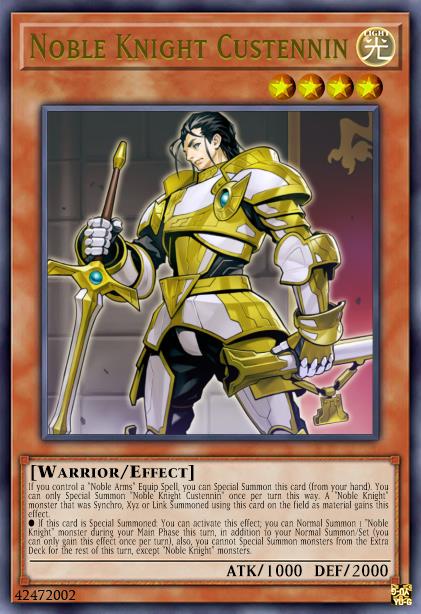 NOBLE KNIGHT CUSTENNIN
LIGHT
光
[WARRIOR/EFFECT]
If you control a "Noble Arms" Equip Spell, you can Special Summon this card (from your hand). You
can only Special Summon "Noble Knight Custennin" once per turn this way. A "Noble Knight"
monster that was Synchro, Xyz or Link Summoned using this card on the field as material gains this
effect.
● If this card is Special Summoned: You can activate this effect; you can Normal Summon 1 "Noble
Knight" monster during your Main Phase this turn, in addition to your Normal Summon/Set (you
can only gain this effect once per turn), also, you cannot Special Summon monsters from the Extra
Deck for the rest of this turn, except "Noble Knight" monsters.
ATK/1000 DEF/2000
42472002